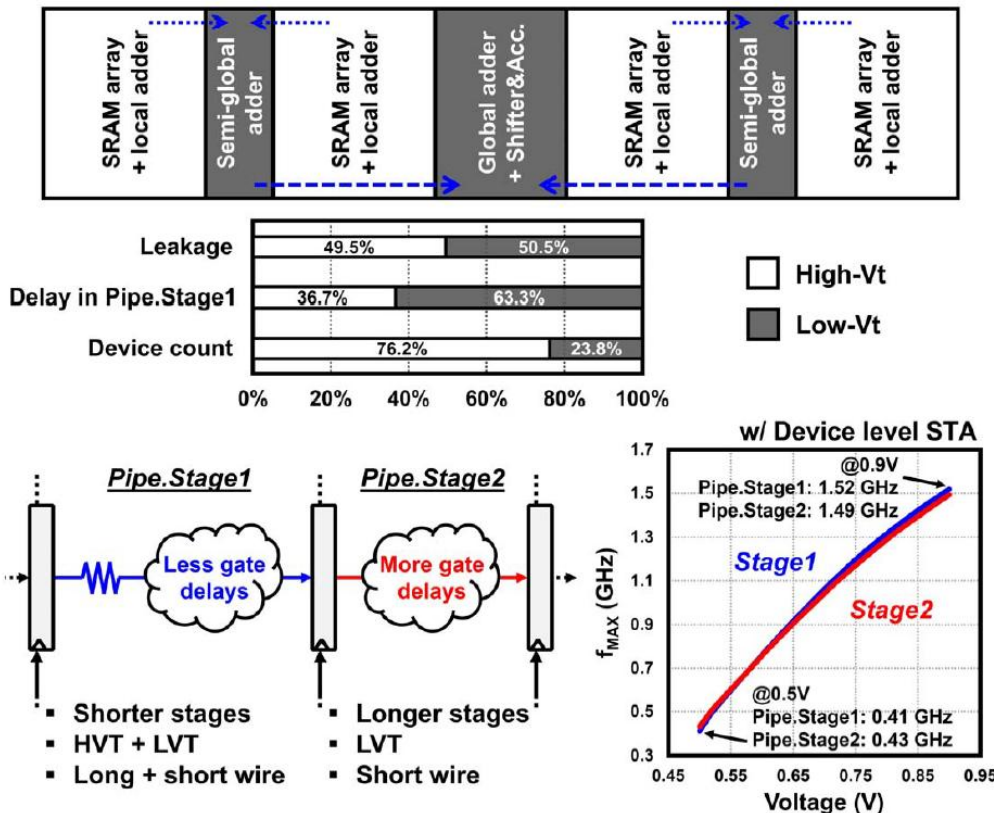 SRAM array
+ local adder
Semi-global
adder
SRAM array
+ local adder
Global adder
+ Shifter&Acc.
SRAM array
+ local adder
Semi-global
adder
SRAM array
+ local adder
Leakage
49.5%
50.5%
Delay in Pipe.Stage1
36.7%
63.3%
Device count
76.2%
23.8%
0%
20%
40%
60%
80%
100%
High-Vt
Low-Vt
Pipe.Stage1
Pipe.Stage2
Less gate
delays
More gate
delays
▪ Shorter stages
▪ HVT + LVT
▪ Long + short wire
▪ Longer stages
▪ LVT
▪ Short wire
w/ Device level STA
1.7
1.5
1.3
1.1
0.9
0.7
0.5
0.3
fMAX (GHz)
@0.9V
Pipe.Stage1: 1.52 GHz
Pipe.Stage2: 1.49 GHz
Stage1
Stage2
@0.5V
Pipe.Stage1: 0.41 GHz
Pipe.Stage2: 0.43 GHz
0.45
0.55
0.65
0.75
0.85
0.95
Voltage (V)